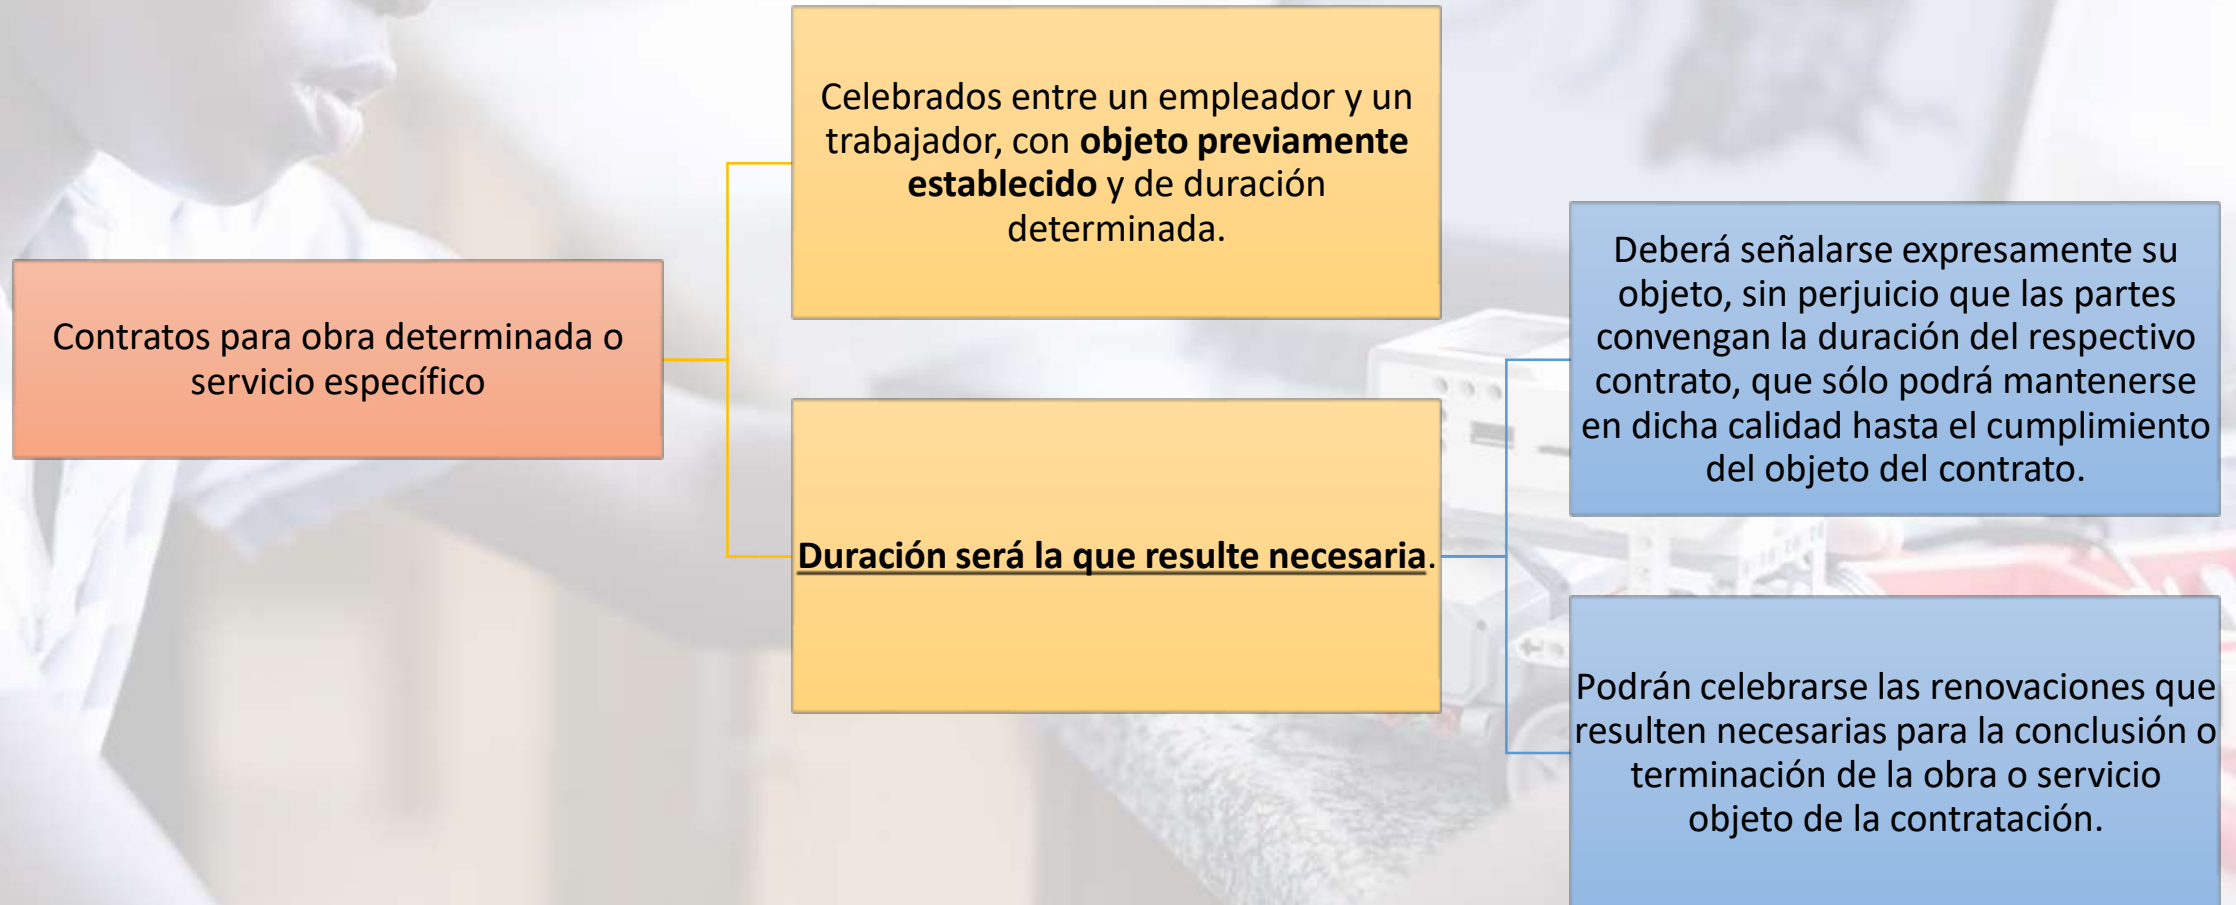 Contratos para obra determinada o
servicio específico
Celebrados entre un empleador y un
trabajador, con objeto previamente
establecido y de duración
determinada.
Duración será la que resulte necesaria.
Deberá señalarse expresamente su
objeto, sin perjuicio que las partes
convengan la duración del respectivo
contrato, que sólo podrá mantenerse
en dicha calidad hasta el cumplimiento
del objeto del contrato.
Podrán celebrarse las renovaciones que
resulten necesarias para la conclusión o
terminación de la obra o servicio
objeto de la contratación.